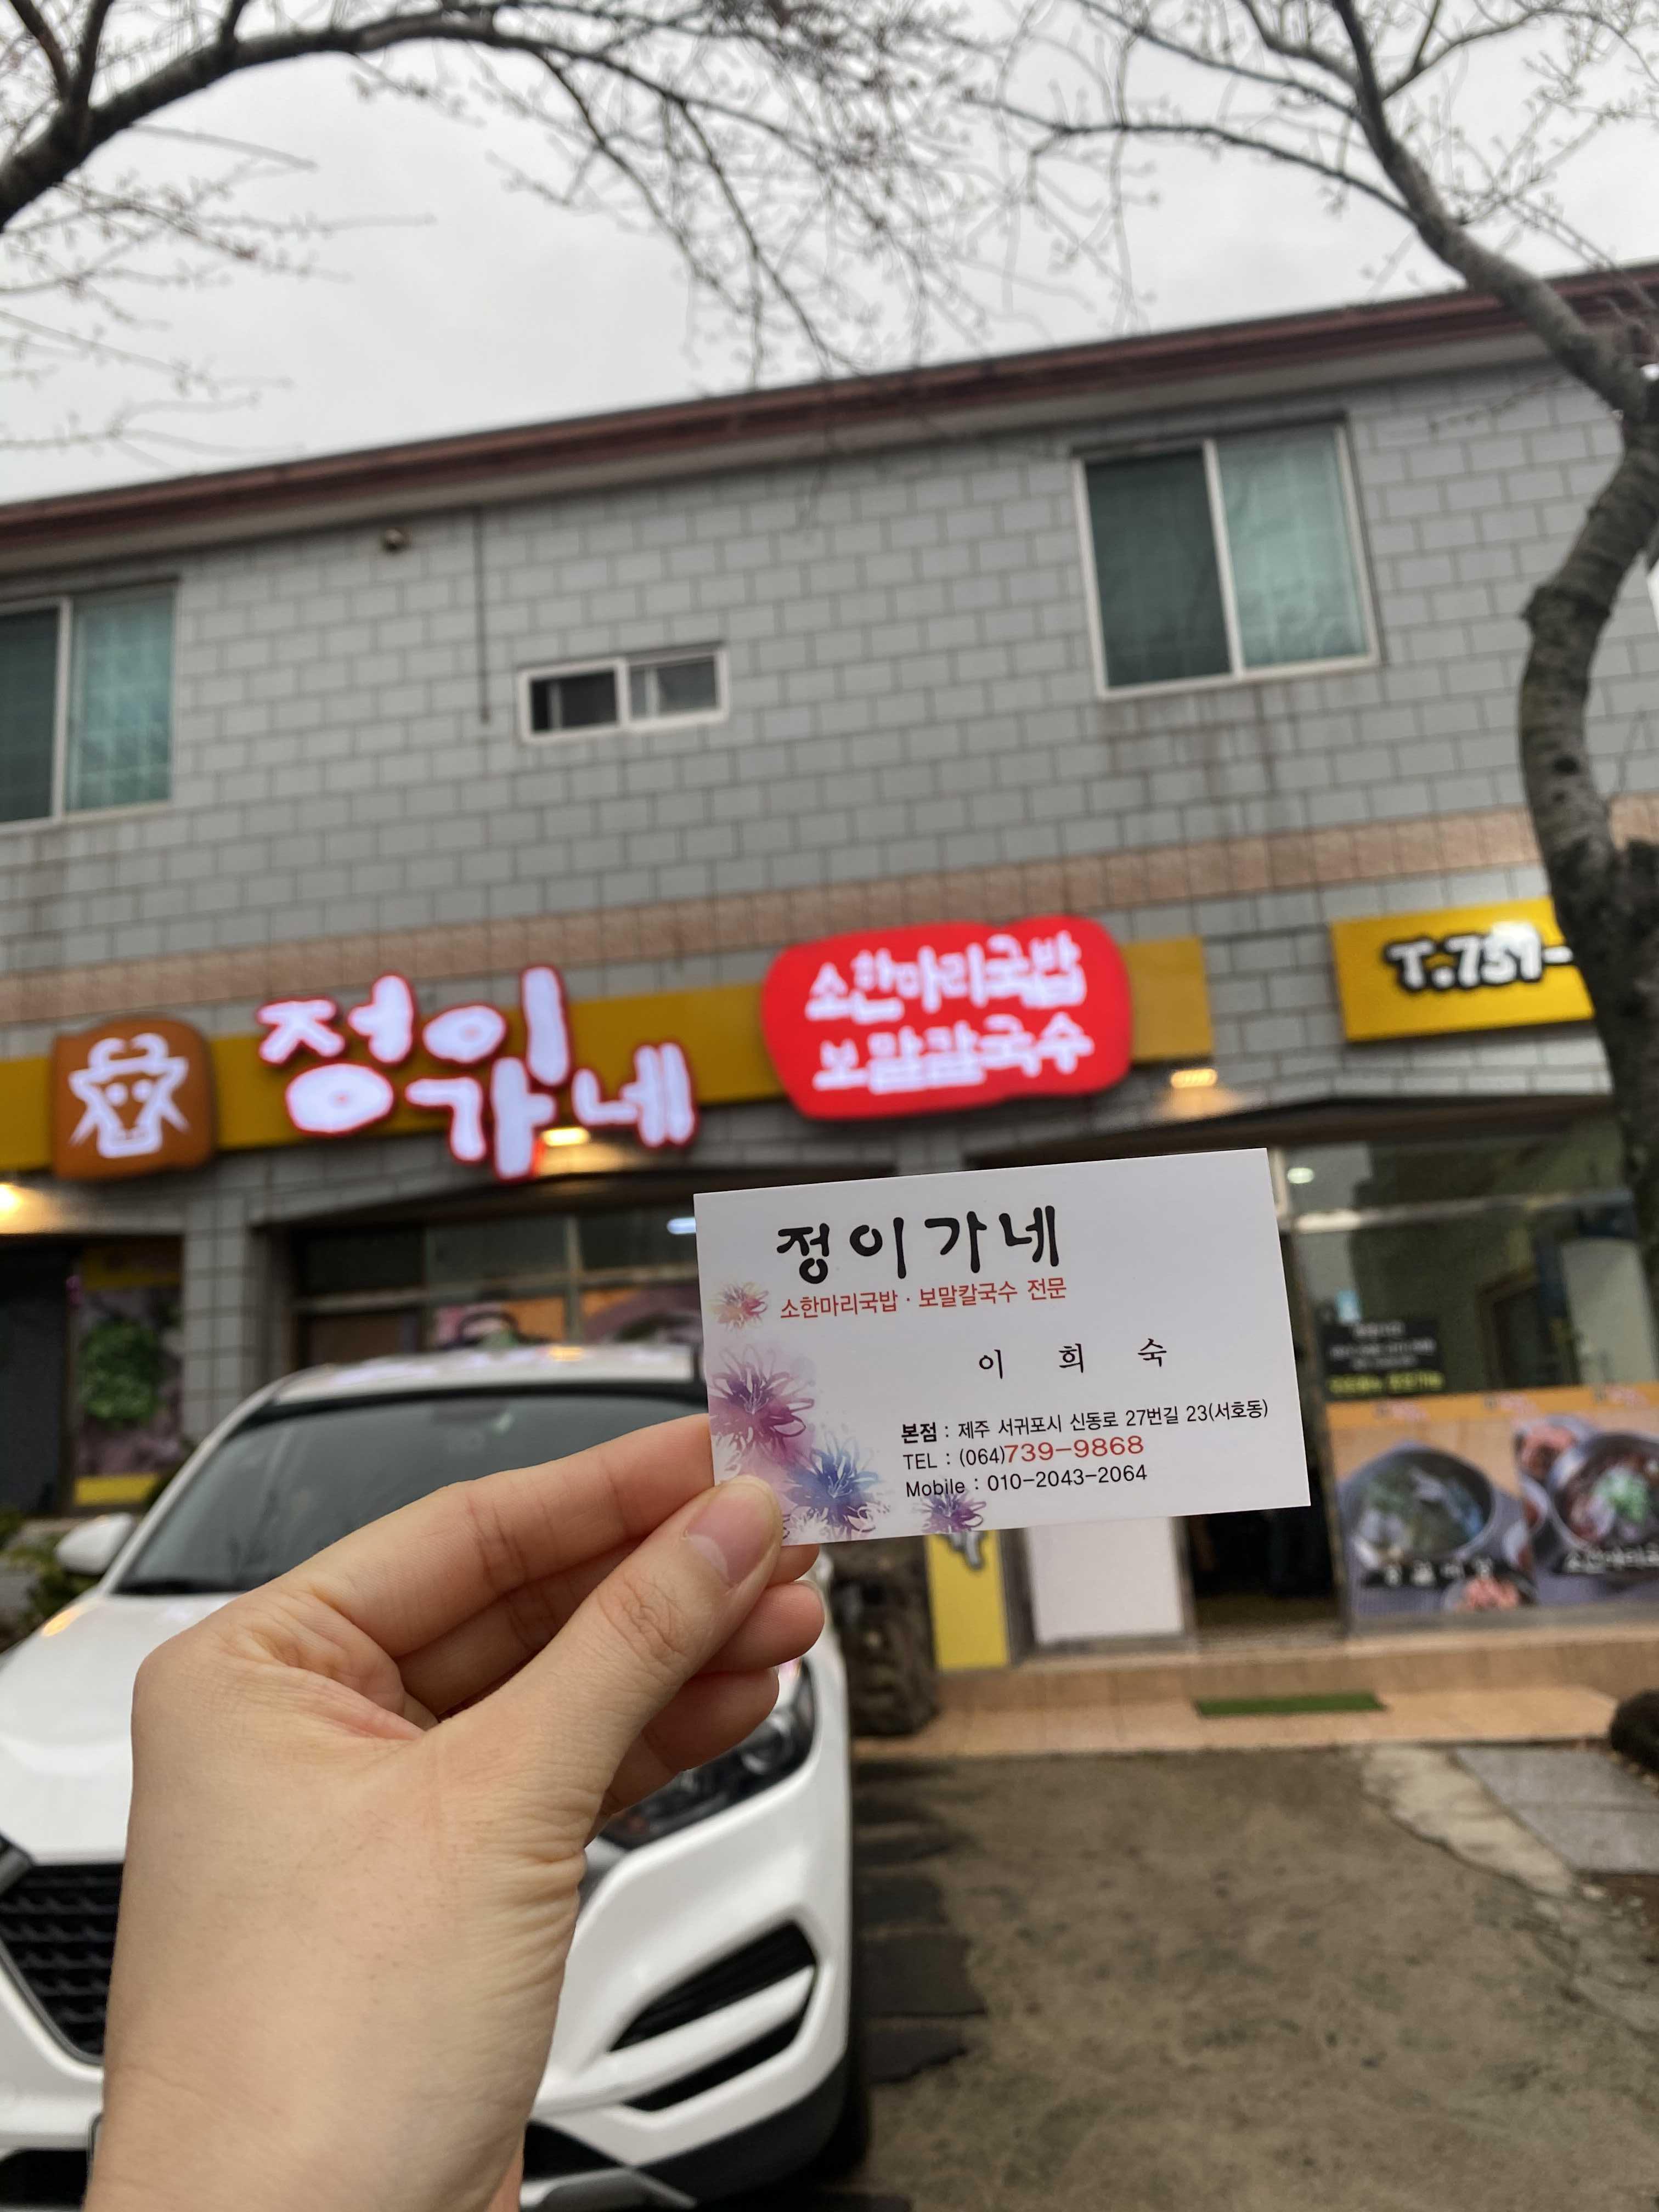 정이가네
소한마리국밥
보말칼국수
T.739-
정이가네
소한마리국밥 · 보말칼국수 전문
이 희 숙
본점 : 제주 서귀포시 신동로 27번길 23(서호동)
TEL : (064)739-9868
Mobile : 010-2043-2064